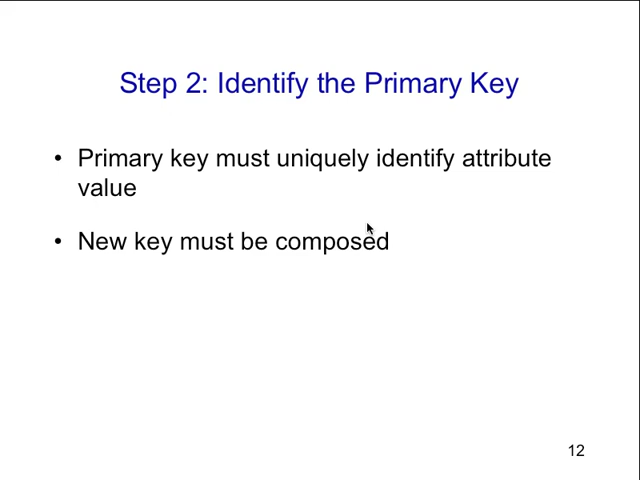 Step 2: Identify the Primary Key
• Primary key must uniquely identify attribute
value
• New key must be composed
12